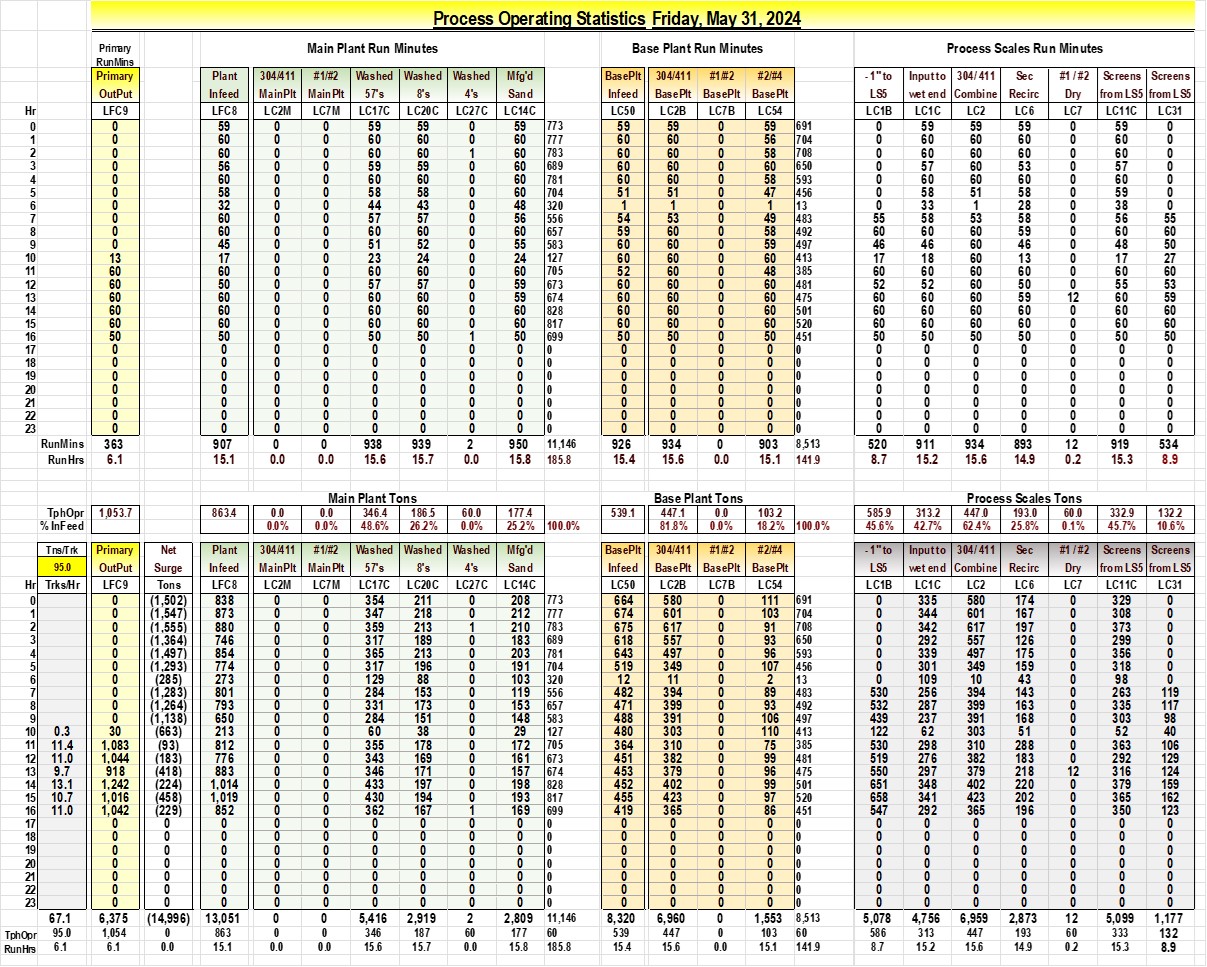 Process Operating Statistics Friday, May 31, 2024
Primary Main Plant Run Minutes Base Plant Run Minutes Process Scales Run Minutes
RunMins
Primary Plant 304/411 #1/#2 Washed Washed Washed Mfg'd BasePlt 304/411 #1/#2 #2/#4 -1" to Input to 304/411 Sec #1/#2 Screens Screens
OutPut Infeed MainPlt MainPlt 57's 8's 4's Sand Infeed BasePlt BasePlt BasePlt LS5 wet end Combine Recirc Dry from LS5 from LS5
Hr LFC9 LFC8 LC2M LC7M LC17C LC20C LC27C LC14C LC50 LC2B LC7B LC54 LC1B LC1C LC2 LC6 LC7 LC11C LC31
0 0 59 0 0 59 59 0 59 773 59 59 0 59 691 0 59 59 59 0 59 0
1 0 60 0 0 60 60 0 60 777 60 60 0 56 704 0 60 60 60 0 60 0
2 0 60 0 0 60 60 1 60 783 60 60 0 58 708 0 60 60 60 0 60 0
3 0 56 0 0 59 59 0 60 689 60 60 0 60 650 0 57 60 53 0 57 0
4 0 60 0 0 60 60 0 60 781 60 60 0 58 593 0 60 60 60 0 60 0
5 0 58 0 0 58 58 0 60 704 51 51 0 47 456 0 58 51 58 0 59 0
6 0 32 0 0 44 43 0 48 320 1 1 0 1 13 0 33 1 28 0 38 0
7 0 60 0 0 57 57 0 56 556 54 53 0 49 483 55 58 53 58 0 56 55
8 0 60 0 0 60 60 0 60 657 59 60 0 58 492 60 60 60 59 0 60 60
9 0 45 0 0 51 52 0 55 583 60 60 0 59 497 46 46 60 46 0 48 50
10 13 17 0 0 23 24 0 24 127 60 60 0 60 413 17 18 60 13 0 17 27
11 60 60 0 0 60 60 0 60 705 52 60 0 48 385 60 60 60 60 0 60 60
12 60 50 0 0 57 57 0 59 673 60 60 0 60 481 52 52 60 50 0 55 53
13 60 60 0 0 60 60 0 59 674 60 60 0 60 475 60 60 60 59 12 60 59
14 60 60 0 0 60 60 0 60 828 60 60 0 60 501 60 60 60 60 0 60 60
15 60 60 0 0 60 60 0 60 817 60 60 0 60 520 60 60 60 60 0 60 60
16 50 50 0 0 50 50 1 50 699 50 50 0 50 451 50 50 50 50 0 50 50
17 0 0 0 0 0 0 0 0 0 0 0 0 0 0 0 0 0 0 0 0 0
18 0 0 0 0 0 0 0 0 0 0 0 0 0 0 0 0 0 0 0 0 0
19 0 0 0 0 0 0 0 0 0 0 0 0 0 0 0 0 0 0 0 0 0
20 0 0 0 0 0 0 0 0 0 0 0 0 0 0 0 0 0 0 0 0 0
21 0 0 0 0 0 0 0 0 0 0 0 0 0 0 0 0 0 0 0 0 0
22 0 0 0 0 0 0 0 0 0 0 0 0 0 0 0 0 0 0 0 0 0
23 0 0 0 0 0 0 0 0 0 0 0 0 0 0 0 0 0 0 0 0 0
RunMins 363 907 0 0 938 939 2 950 11,146 926 934 0 903 8,513 520 911 934 893 12 919 534
RunHrs 6.1 15.1 0.0 0.0 15.6 15.7 0.0 15.8 185.8 15.4 15.6 0.0 15.1 141.9 8.7 15.2 15.6 14.9 0.2 15.3 8.9
Main Plant Tons Base Plant Tons Process Scales Tons
TphOpr 1,053.7 863.4 0.0 0.0 346.4 186.5 60.0 177.4 539.1 447.1 0.0 103.2 585.9 313.2 447.0 193.0 60.0 332.9 132.2
% InFeed 0.0% 0.0% 48.6% 26.2% 0.0% 25.2% 100.0% 81.8% 0.0% 18.2% 100.0% 45.6% 42.7% 62.4% 25.8% 0.1% 45.7% 10.6%
Tns/Trk Primary Net Plant 304/411 #1/#2 Washed Washed Washed Mfg'd BasePlt 304/411 #1/#2 #2/#4 -1" to Input to 304/411 Sec #1/#2 Screens Screens
95.0 OutPut Surge Infeed MainPlt MainPlt 57's 8's 4's Sand Infeed BasePlt BasePlt BasePlt LS5 wet end Combine Recirc Dry from LS5 from LS5
Hr Trks/Hr LFC9 Tons LFC8 LC2M LC7M LC17C LC20C LC27C LC14C LC50 LC2B LC7B LC54 LC1B LC1C LC2 LC6 LC7 LC11C LC31
0 0 (1,502) 838 0 0 354 211 0 208 773 664 580 0 111 691 0 335 580 174 0 329 0
1 0 (1,547) 873 0 0 347 218 0 212 777 674 601 0 103 704 0 344 601 167 0 308 0
2 0 (1,555) 880 0 0 359 213 1 210 783 675 617 0 91 708 0 342 617 197 0 373 0
3 0 (1,364) 746 0 0 317 189 0 183 689 618 557 0 93 650 0 292 557 126 0 299 0
4 0 (1,497) 854 0 0 365 213 0 203 781 643 497 0 96 593 0 339 497 175 0 356 0
5 0 (1,293) 774 0 0 317 196 0 191 704 519 349 0 107 456 0 301 349 159 0 318 0
6 0 (285) 273 0 0 129 88 0 103 320 12 11 0 2 13 0 109 10 43 0 98 0
7 0 (1,283) 801 0 0 284 153 0 119 556 482 394 0 89 483 530 256 394 143 0 263 119
8 0 (1,264) 793 0 0 331 173 0 153 657 471 399 0 93 492 532 287 399 163 0 335 117
9 0 (1,138) 650 0 0 284 151 0 148 583 488 391 0 106 497 439 237 391 168 0 303 98
10 0.3 30 (663) 213 0 0 60 38 0 29 127 480 303 0 110 413 122 62 303 51 0 52 40
11 11.4 1,083 (93) 812 0 0 355 178 0 172 705 364 310 0 75 385 530 298 310 288 0 363 106
12 11.0 1,044 (183) 776 0 0 343 169 0 161 673 451 382 0 99 481 519 276 382 183 0 292 129
13 9.7 918 (418) 883 0 0 346 171 0 157 674 453 379 0 96 475 550 297 379 218 12 316 124
14 13.1 1,242 (224) 1,014 0 0 433 197 0 198 828 452 402 0 99 501 651 348 402 220 0 379 159
15 10.7 1,016 (458) 1,019 0 0 430 194 0 193 817 455 423 0 97 520 658 341 423 202 0 365 162
16 11.0 1,042 (229) 852 0 0 362 167 1 169 699 419 365 0 86 451 547 292 365 196 0 350 123
17 0 0 0 0 0 0 0 0 0 0 0 0 0 0 0 0 0 0 0 0 0 0
18 0 0 0 0 0 0 0 0 0 0 0 0 0 0 0 0 0 0 0 0 0 0
19 0 0 0 0 0 0 0 0 0 0 0 0 0 0 0 0 0 0 0 0 0 0
20 0 0 0 0 0 0 0 0 0 0 0 0 0 0 0 0 0 0 0 0 0 0
21 0 0 0 0 0 0 0 0 0 0 0 0 0 0 0 0 0 0 0 0 0 0
22 0 0 0 0 0 0 0 0 0 0 0 0 0 0 0 0 0 0 0 0 0 0
23 0 0 0 0 0 0 0 0 0 0 0 0 0 0 0 0 0 0 0 0 0 0
67.1 6,375 (14,996) 13,051 0 0 5,416 2,919 2 2,809 11,146 8,320 6,960 0 1,553 8,513 5,078 4,756 6,959 2,873 12 5,099 1,177
TphOpr 95.0 1,054 0 863 0 0 346 187 60 177 60 539 447 0 103 60 586 313 447 193 60 333 132
RunHrs 6.1 6.1 0.0 15.1 0.0 0.0 15.6 15.7 0.0 15.8 185.8 15.4 15.6 0.0 15.1 141.9 8.7 15.2 15.6 14.9 0.2 15.3 8.9